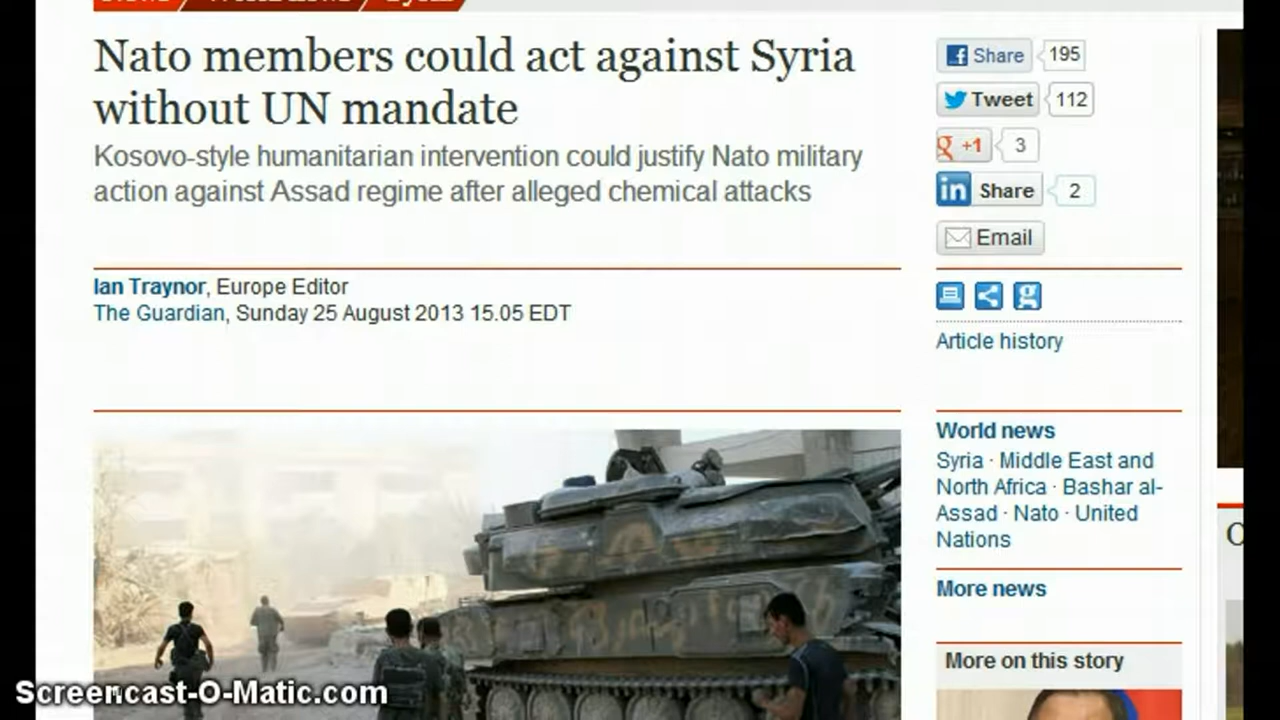 Nato members could act against Syria
without UN mandate
Kosovo-style humanitarian intervention could justify Nato military
action against Assad regime after alleged chemical attacks
Ian Traynor, Europe Editor
The Guardian, Sunday 25 August 2013 15.05 EDT
Share 195
Tweet 112
+1 3
in Share 2
Email
Article history
World news
Syria · Middle East and
North Africa · Bashar al-
Assad · Nato · United
Nations
More news
More on this story
Screencast-O-Matic.com